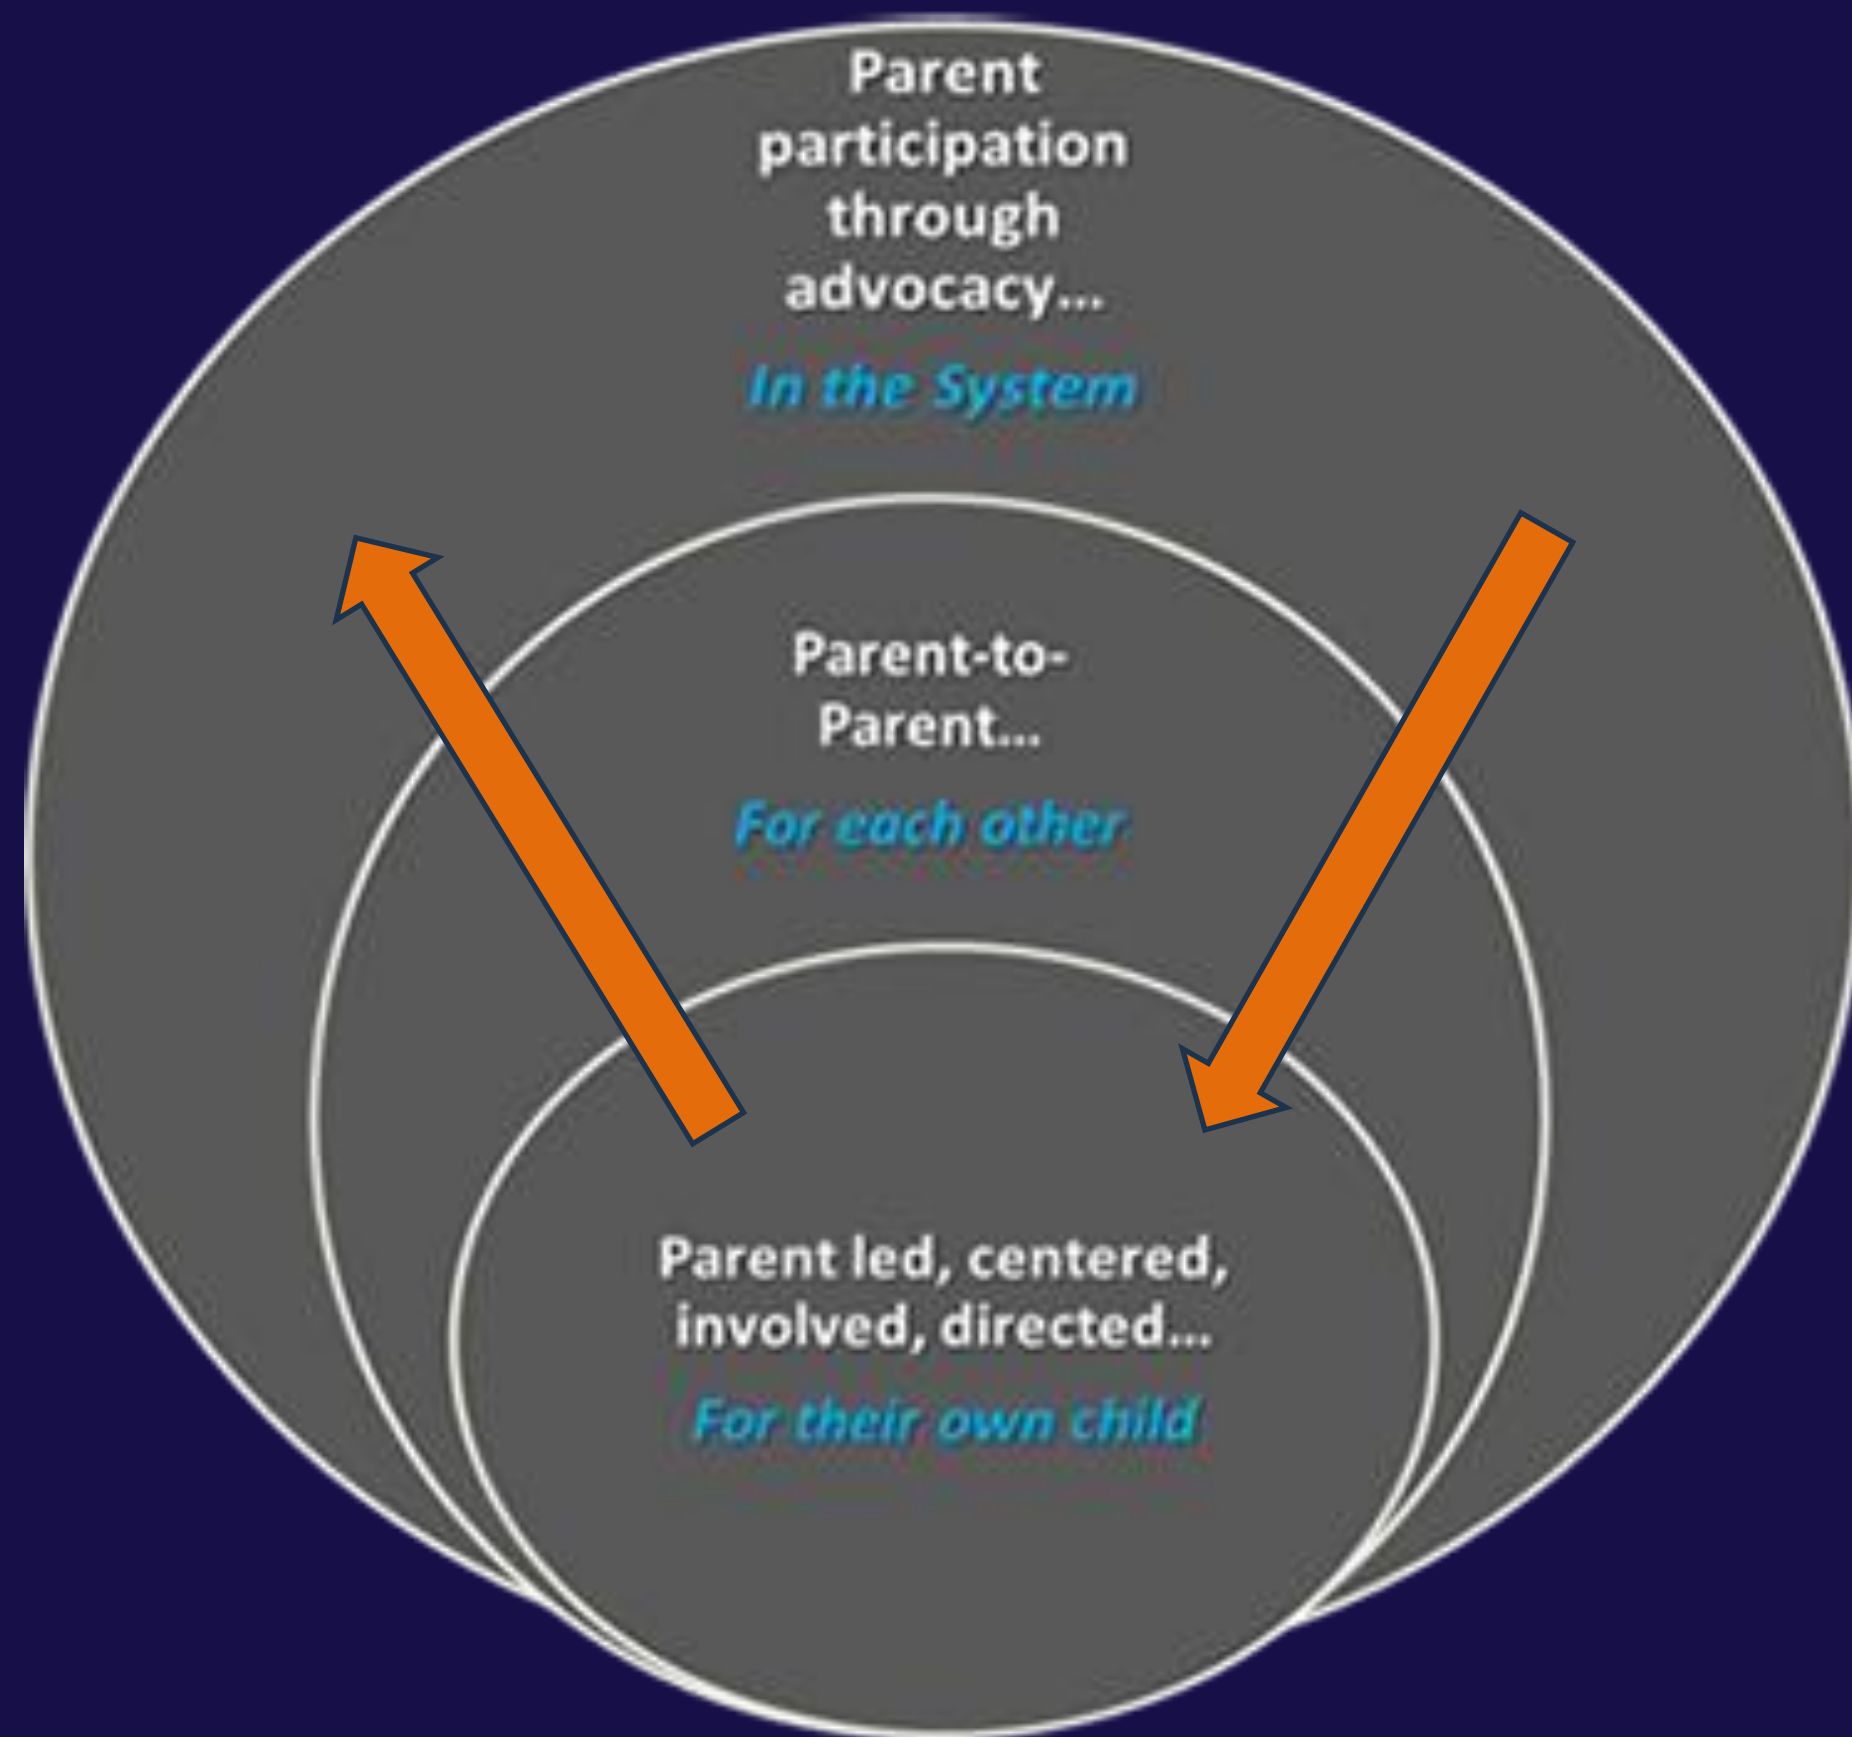 Parent
participation
through
advocacy...
In the System
Parent-to-
Parent...
For each other
Parent led, centered,
involved, directed...
For their own child